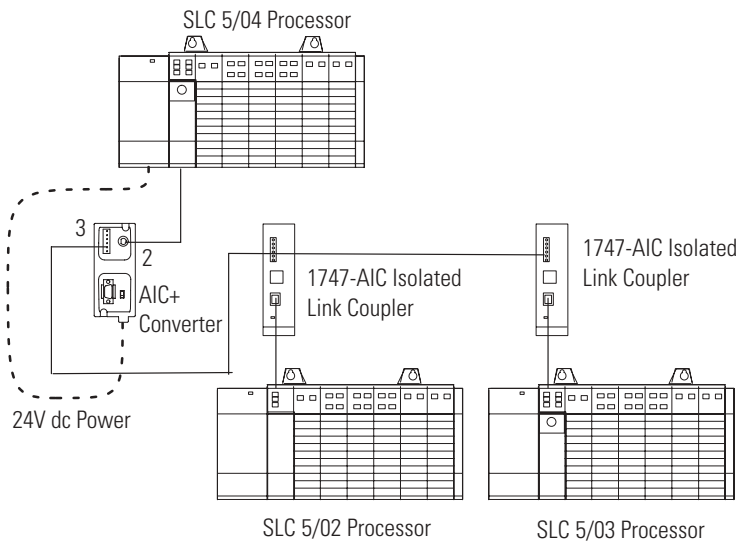 SLC 5/04 Processor
3
2
AIC+
Converter
1747-AIC Isolated
Link Coupler
1747-AIC Isolated
Link Coupler
24V dc Power
SLC 5/02 Processor
SLC 5/03 Processor